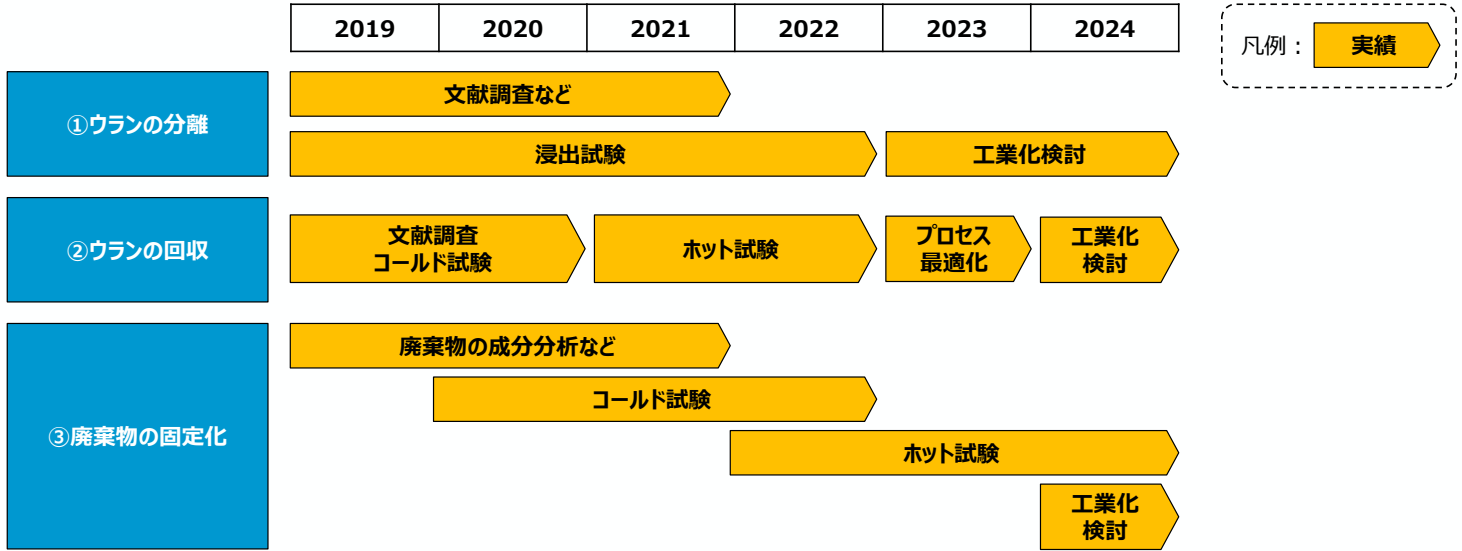 2019 2020 2021 2022 2023 2024
凡例： 実績
①ウランの分離
文献調査など
浸出試験
工業化検討
②ウランの回収
文献調査
コールド試験
ホット試験
プロセス
最適化
工業化
検討
③廃棄物の固定化
廃棄物の成分分析など
コールド試験
ホット試験
工業化
検討